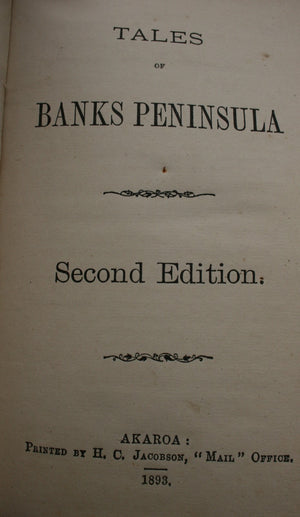 TALES
OF
BANKS PENINSULA
Second Edition.
AKAROA:
PRINTED BY H. C. JACOBSON, "MAIL" OFFICE.
1893.